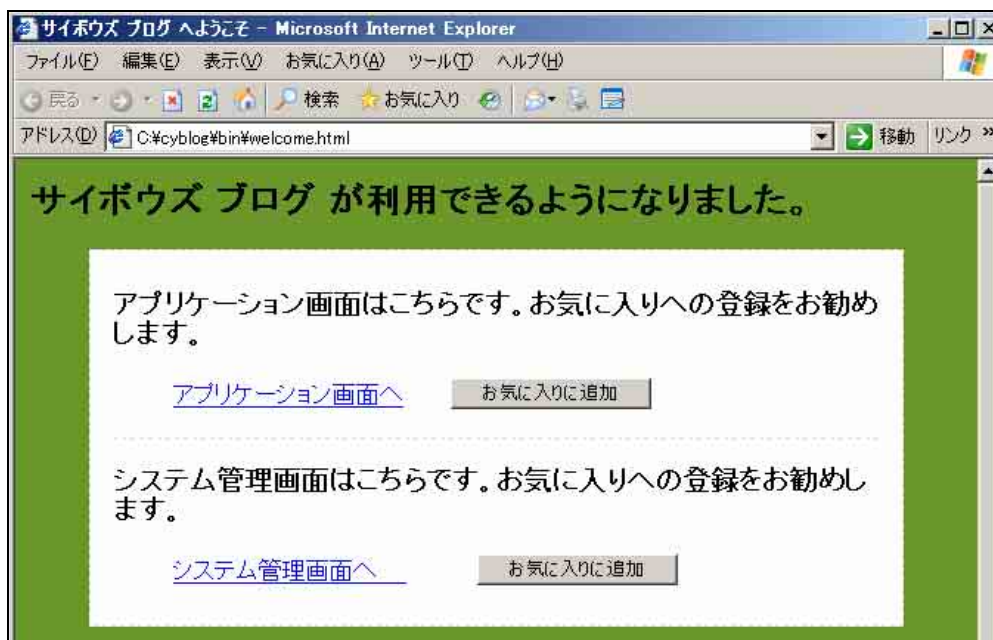 サイボウズ ブログ へようこそ - Microsoft Internet Explorer
ファイル(F) 編集(E) 表示(V) お気に入り(A) ツール(T) ヘルプ(H)
戻る 検索 お気に入り
アドレス(D) C:¥cyblog¥bin¥welcome.html 移動 リンク »
サイボウズ ブログ が利用できるようになりました。
アプリケーション画面はこちらです。お気に入りへの登録をお勧め
します。
アプリケーション画面へ お気に入りに追加
システム管理画面はこちらです。お気に入りへの登録をお勧めし
ます。
システム管理画面へ お気に入りに追加